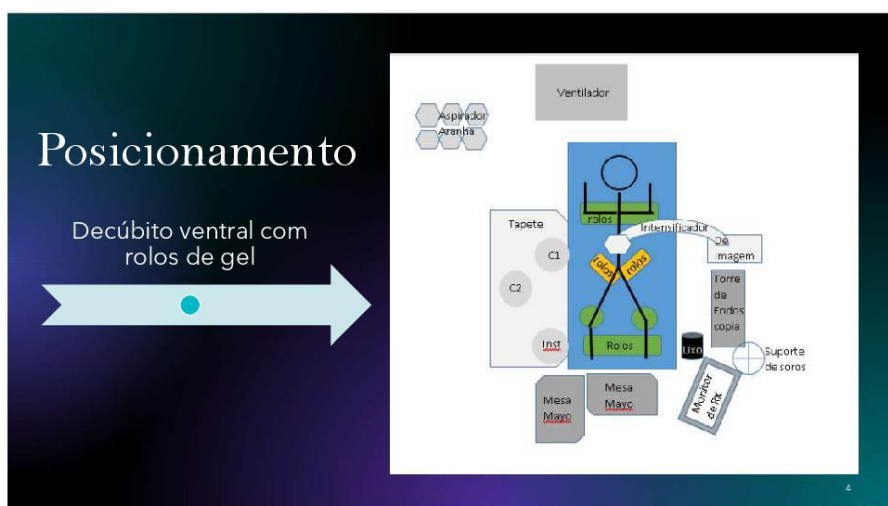 Posicionamento
Decúbito ventral com
rolos de gel
Ventilador
Aspirador
Aranha
rolos
Tapete
Intensificador
De
Imagem
C1
rolos
rolos
C2
Torre
de
Endos
copia
Inst
Rolos
Lixo
Suporte
de soros
Mesa
Mayo
Mesa
Mayo
Monitor
de Rx
4